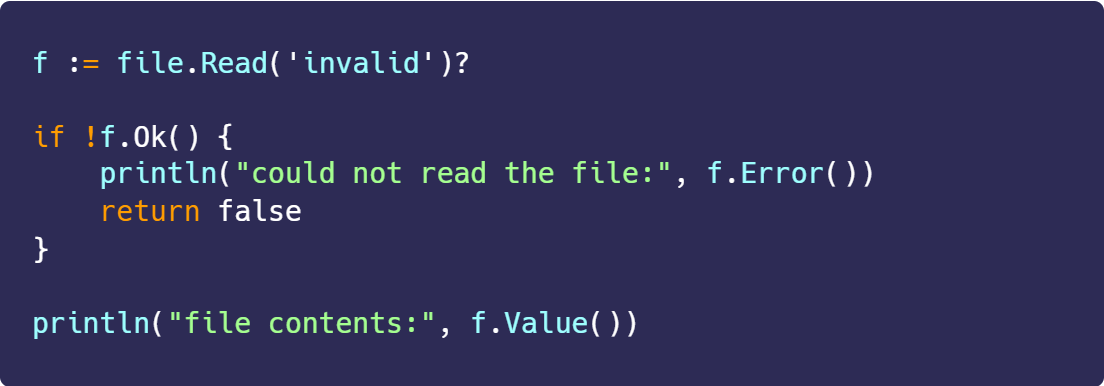 f := file.Read('invalid')?
if !f.Ok() {
    println("could not read the file:", f.Error())
    return false
}
println("file contents:", f.Value())